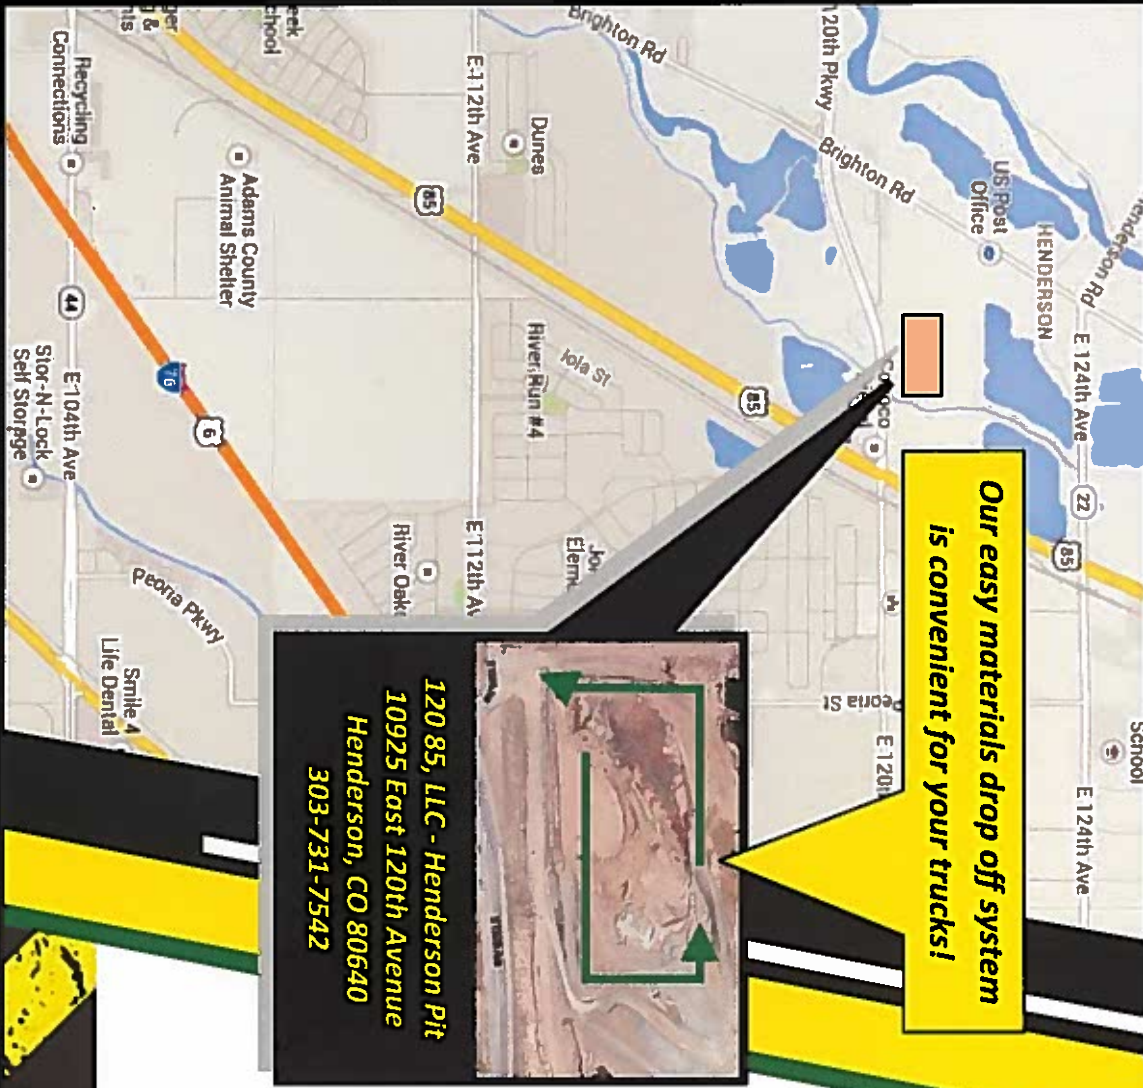 Our easy materials drop off system
is convenient for your trucks!
Henderson Rd
E 124th Ave
22
85
E 124th Ave
School
HENDERSON
US Post
Office
Brighton Rd
Brighton Rd
120th Pkwy
Conoco
E 120th
Peoria St
85
Iola St
Dunes
River Run #4
E 112th Ave
E 112th Av
River Oaks
85
Adams County
Animal Shelter
76
6
Peoria Pkwy
Recycling
Connections
44
E 104th Ave
Stor-N-Lock
Self Storage
Smile 4
Life Dental
120 85, LLC - Henderson Pit
10925 East 120th Avenue
Henderson, CO 80640
303-731-7542